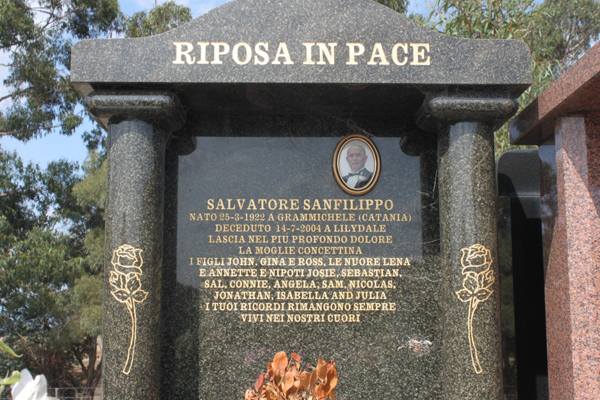 RIPOSA IN PACE
SALVATORE SANFILIPPO
NATO 25-3-1922 A GRAMMICHELE (CATANIA)
DECEDUTO 14-7-2004 A LILYDALE
LASCIA NEL PIU PROFONDO DOLORE
LA MOGLIE CONCETTINA
I FIGLI JOHN, GINA E ROSS, LE NUORE LENA
E ANNETTE E NIPOTI JOSIE, SEBASTIAN,
SAL, CONNIE, ANGELA, SAM, NICOLAS,
JONATHAN, ISABELLA AND JULIA
I TUOI RICORDI RIMANGONO SEMPRE
VIVI NEI NOSTRI CUORI